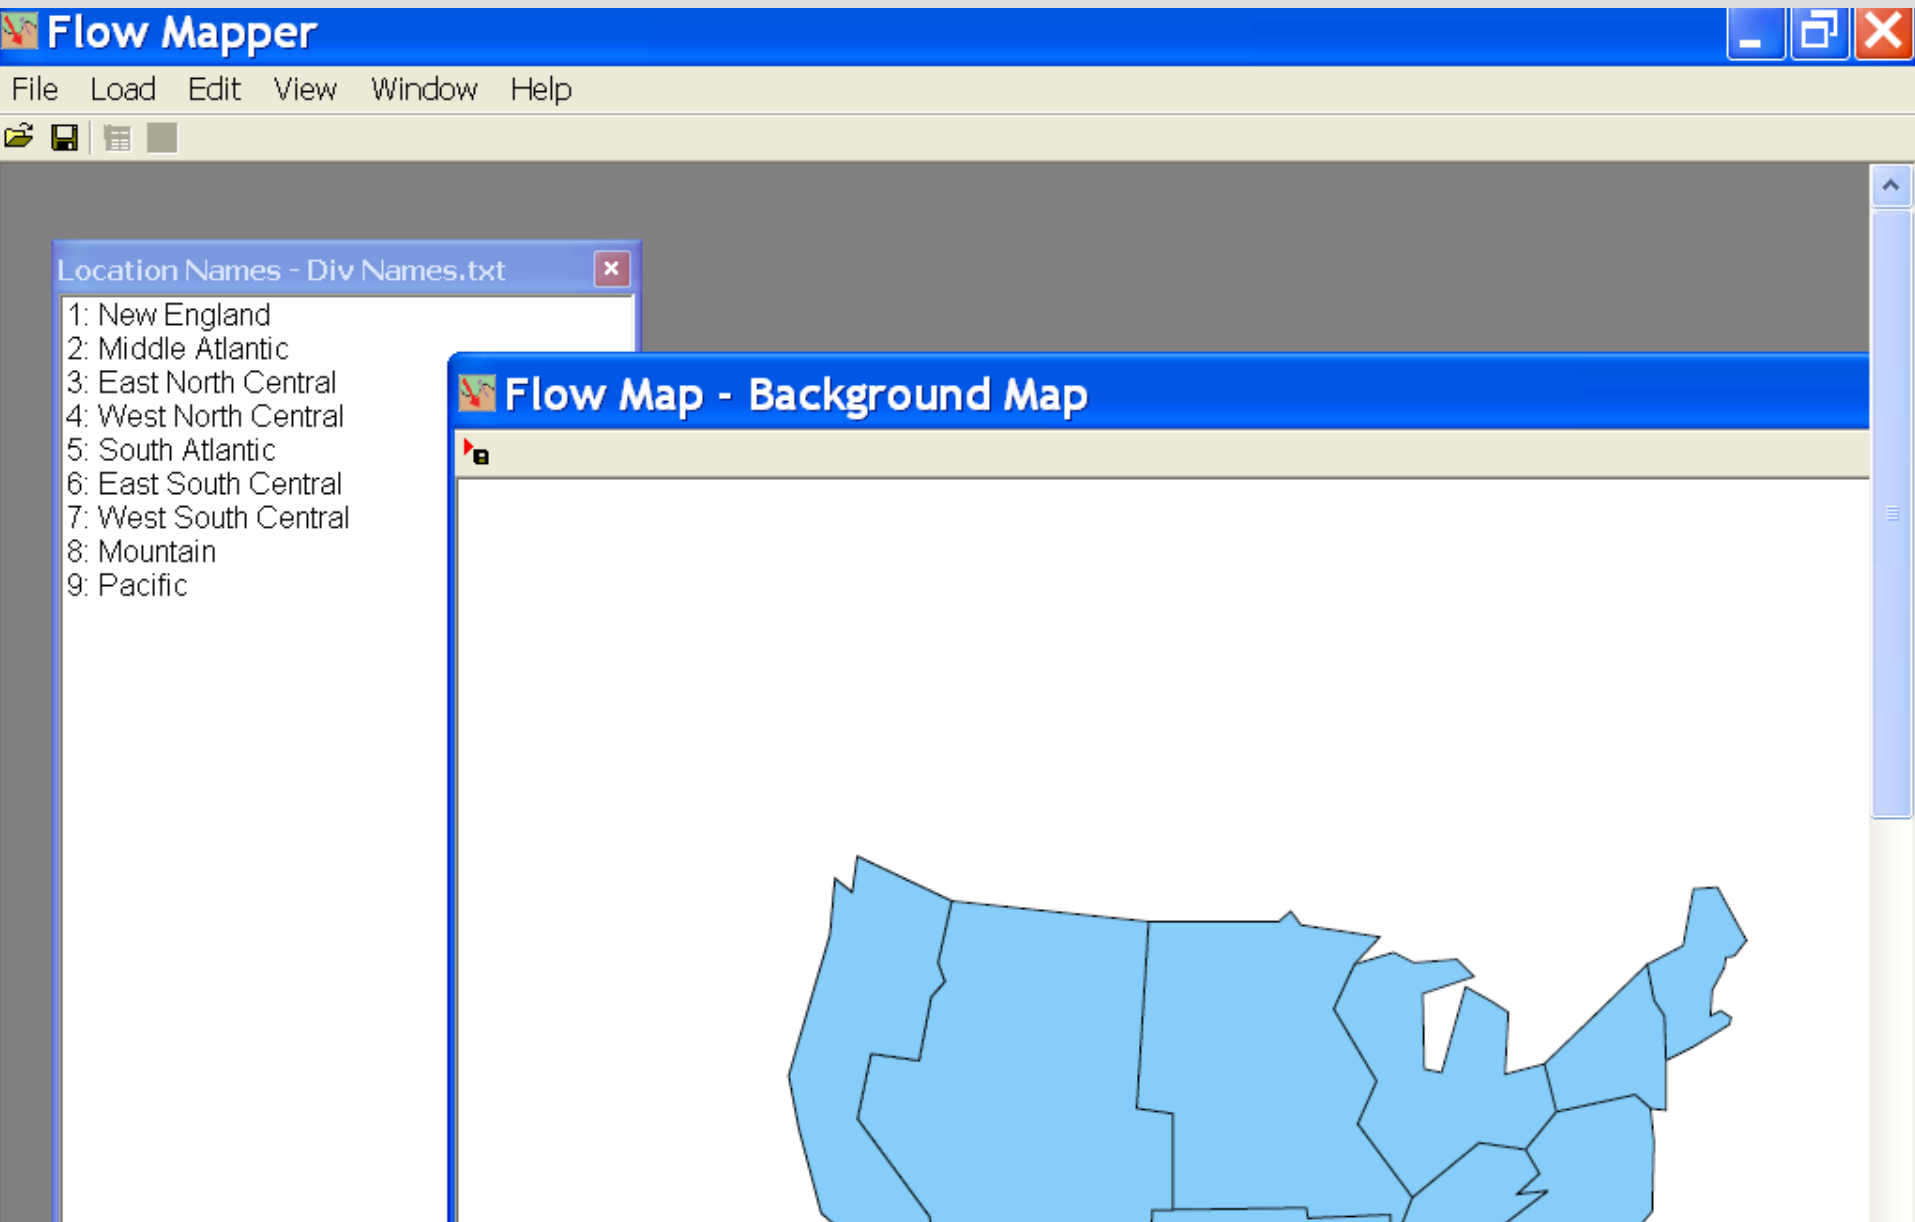 Flow Mapper
File Load Edit View Window Help
Location Names - Div Names.txt
1: New England
2: Middle Atlantic
3: East North Central
4: West North Central
5: South Atlantic
6: East South Central
7: West South Central
8: Mountain
9: Pacific
Flow Map - Background Map